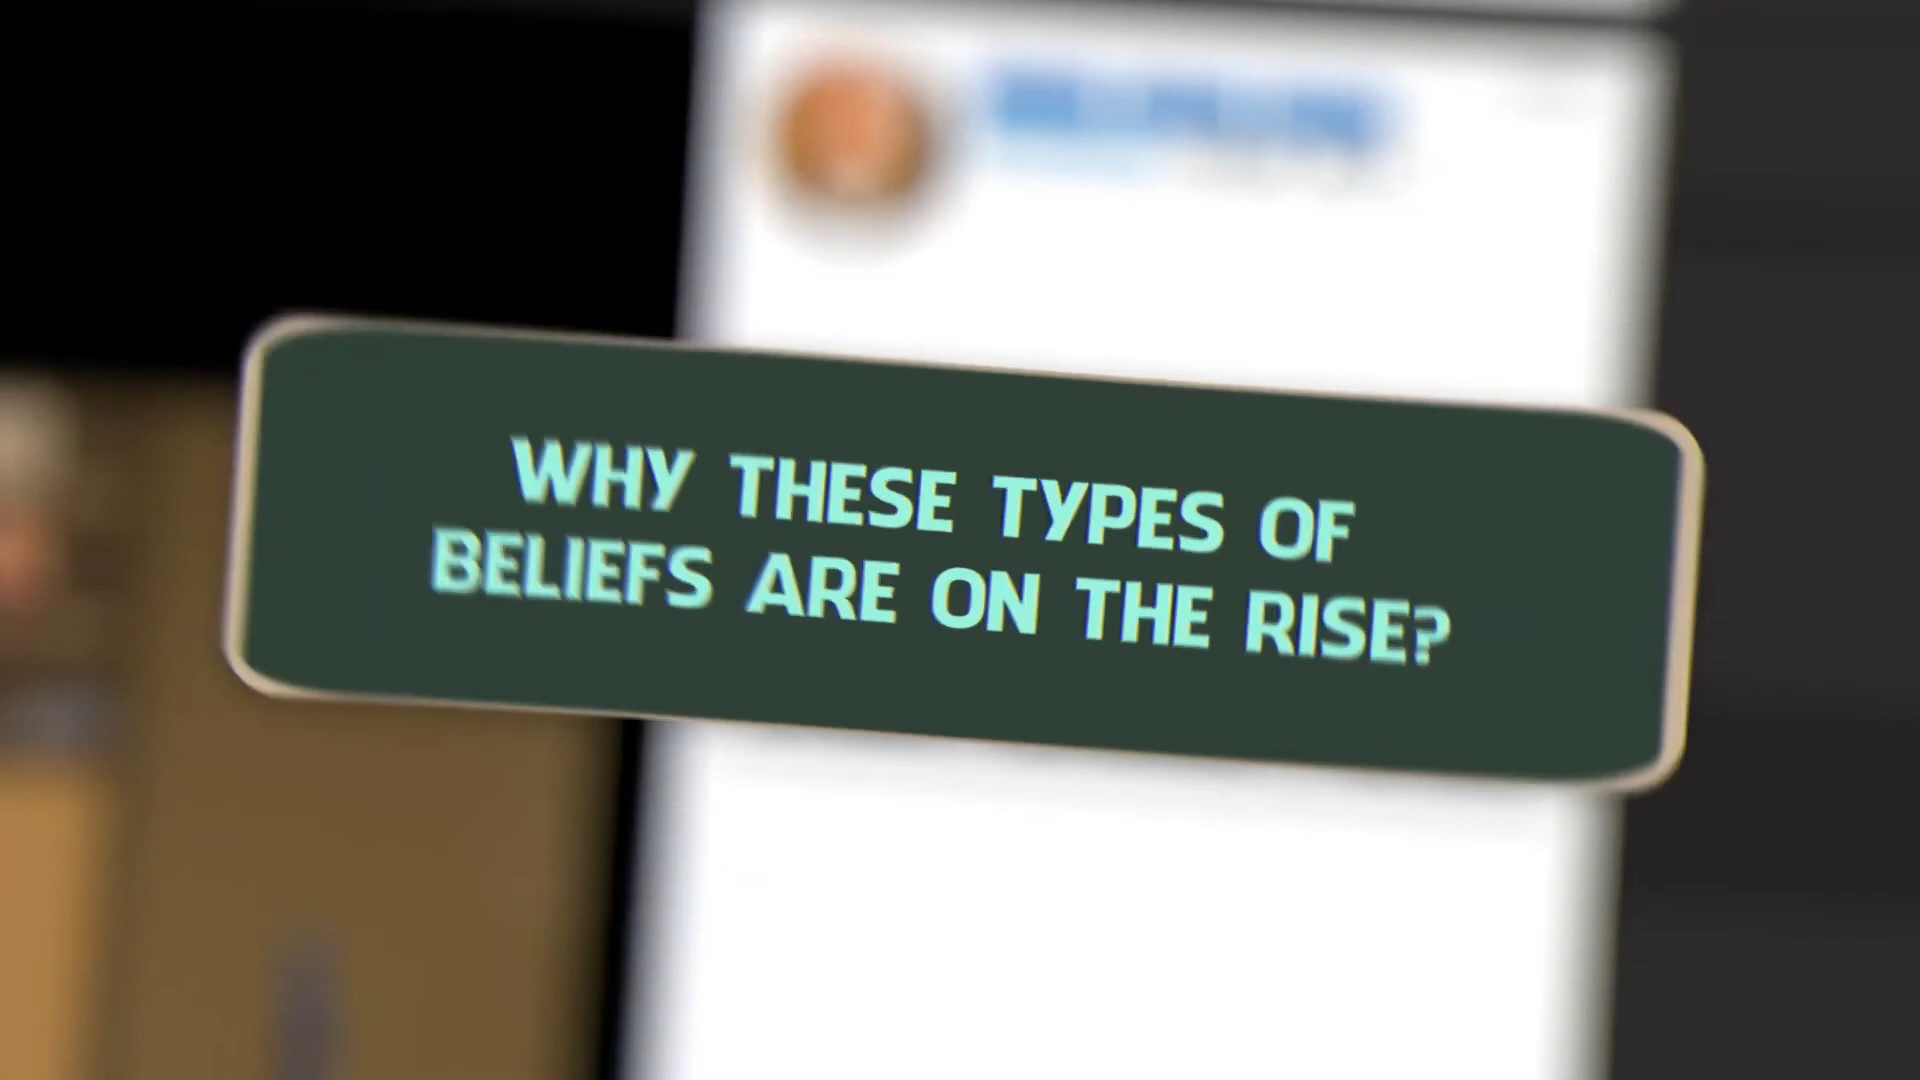 WHY THESE TYPES OF
BELIEFS ARE ON THE RISE?